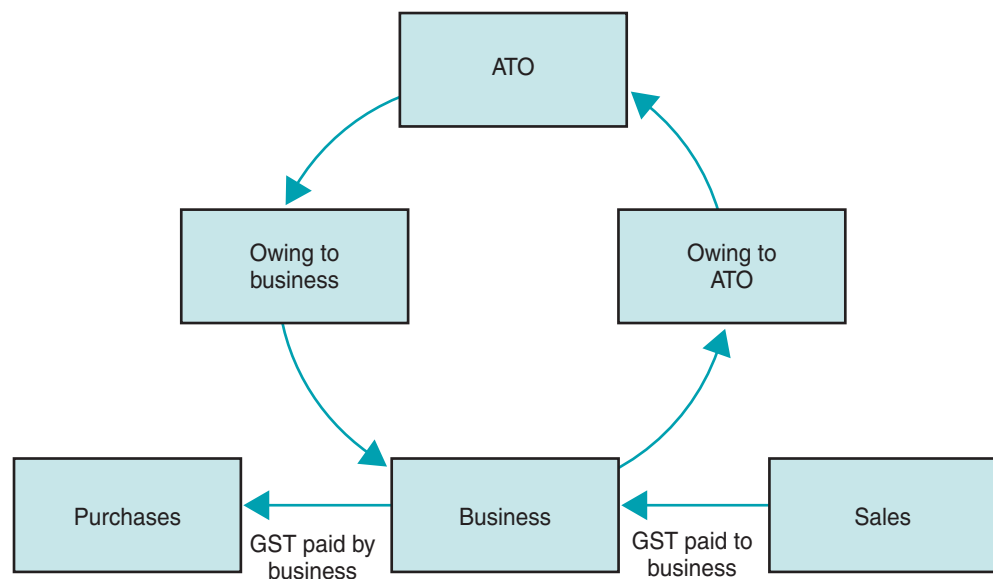 ATO
Owing to
business
Owing to
ATO
Purchases
GST paid by
business
Business
GST paid to
business
Sales